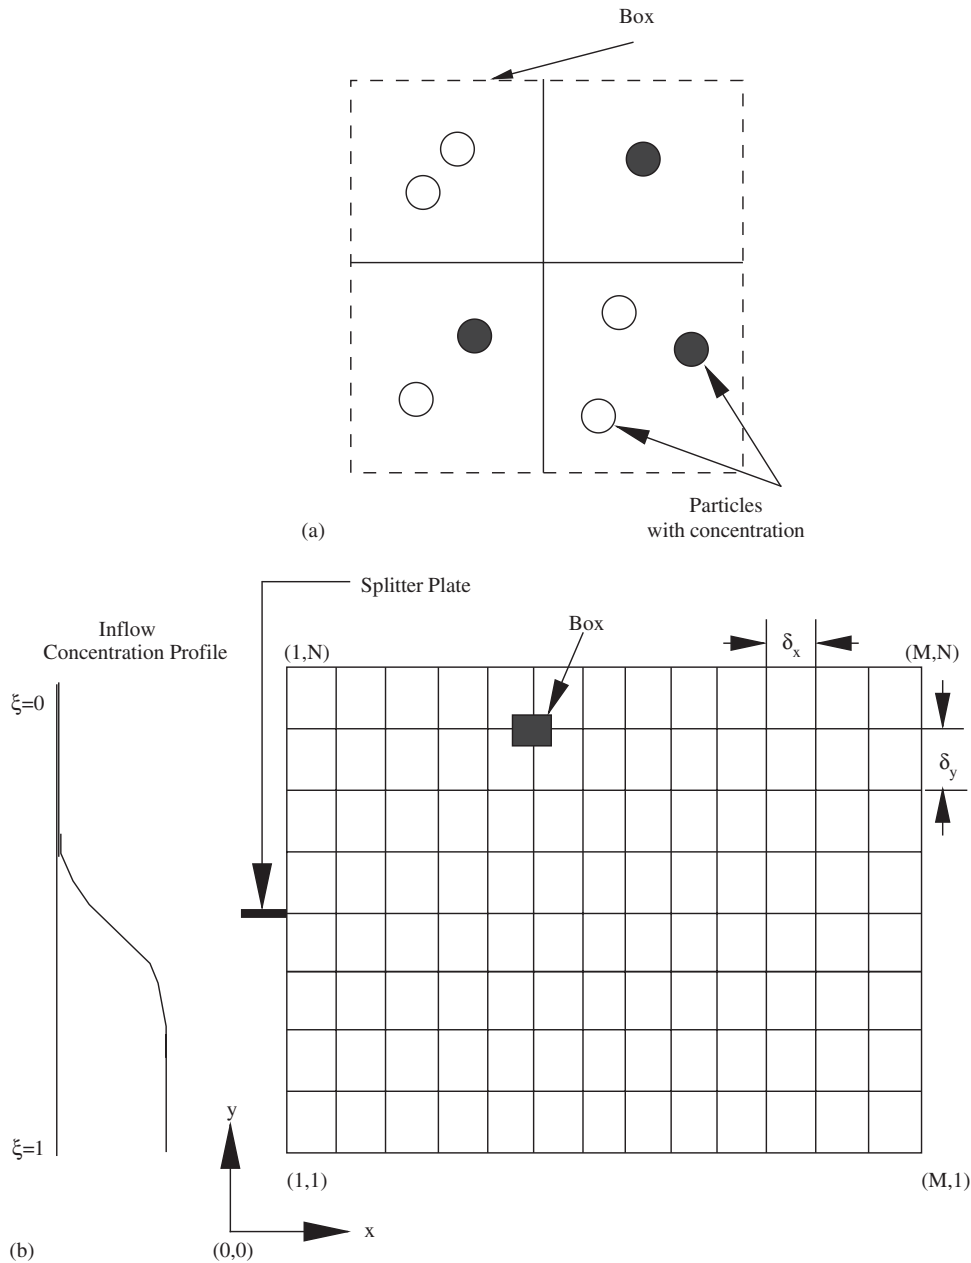 Box
Particles
with concentration
(a)
Splitter Plate
Inflow
Concentration Profile
Box
δx
(1,N)
(M,N)
ξ=0
δy
ξ=1
y
(1,1)
(M,1)
x
(b)
(0,0)